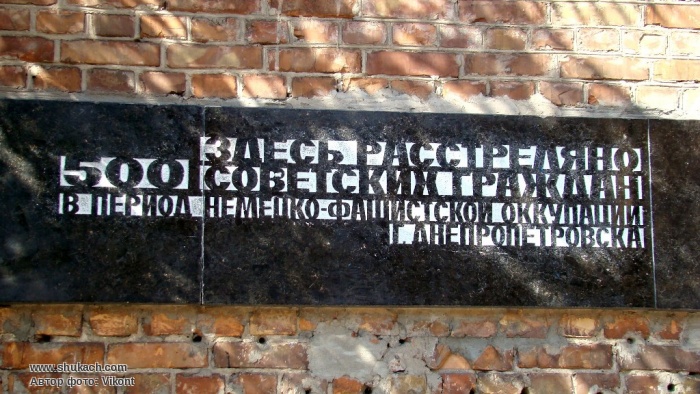 ЗДЕСЬ РАССТРЕЛЯНО
500 СОВЕТСКИХ ГРАЖДАН
В ПЕРИОД НЕМЕЦКО-ФАШИСТСКОЙ ОККУПАЦИИ
Г. ДНЕПРОПЕТРОВСКА
www.shukach.com
Автор фото: Vikont